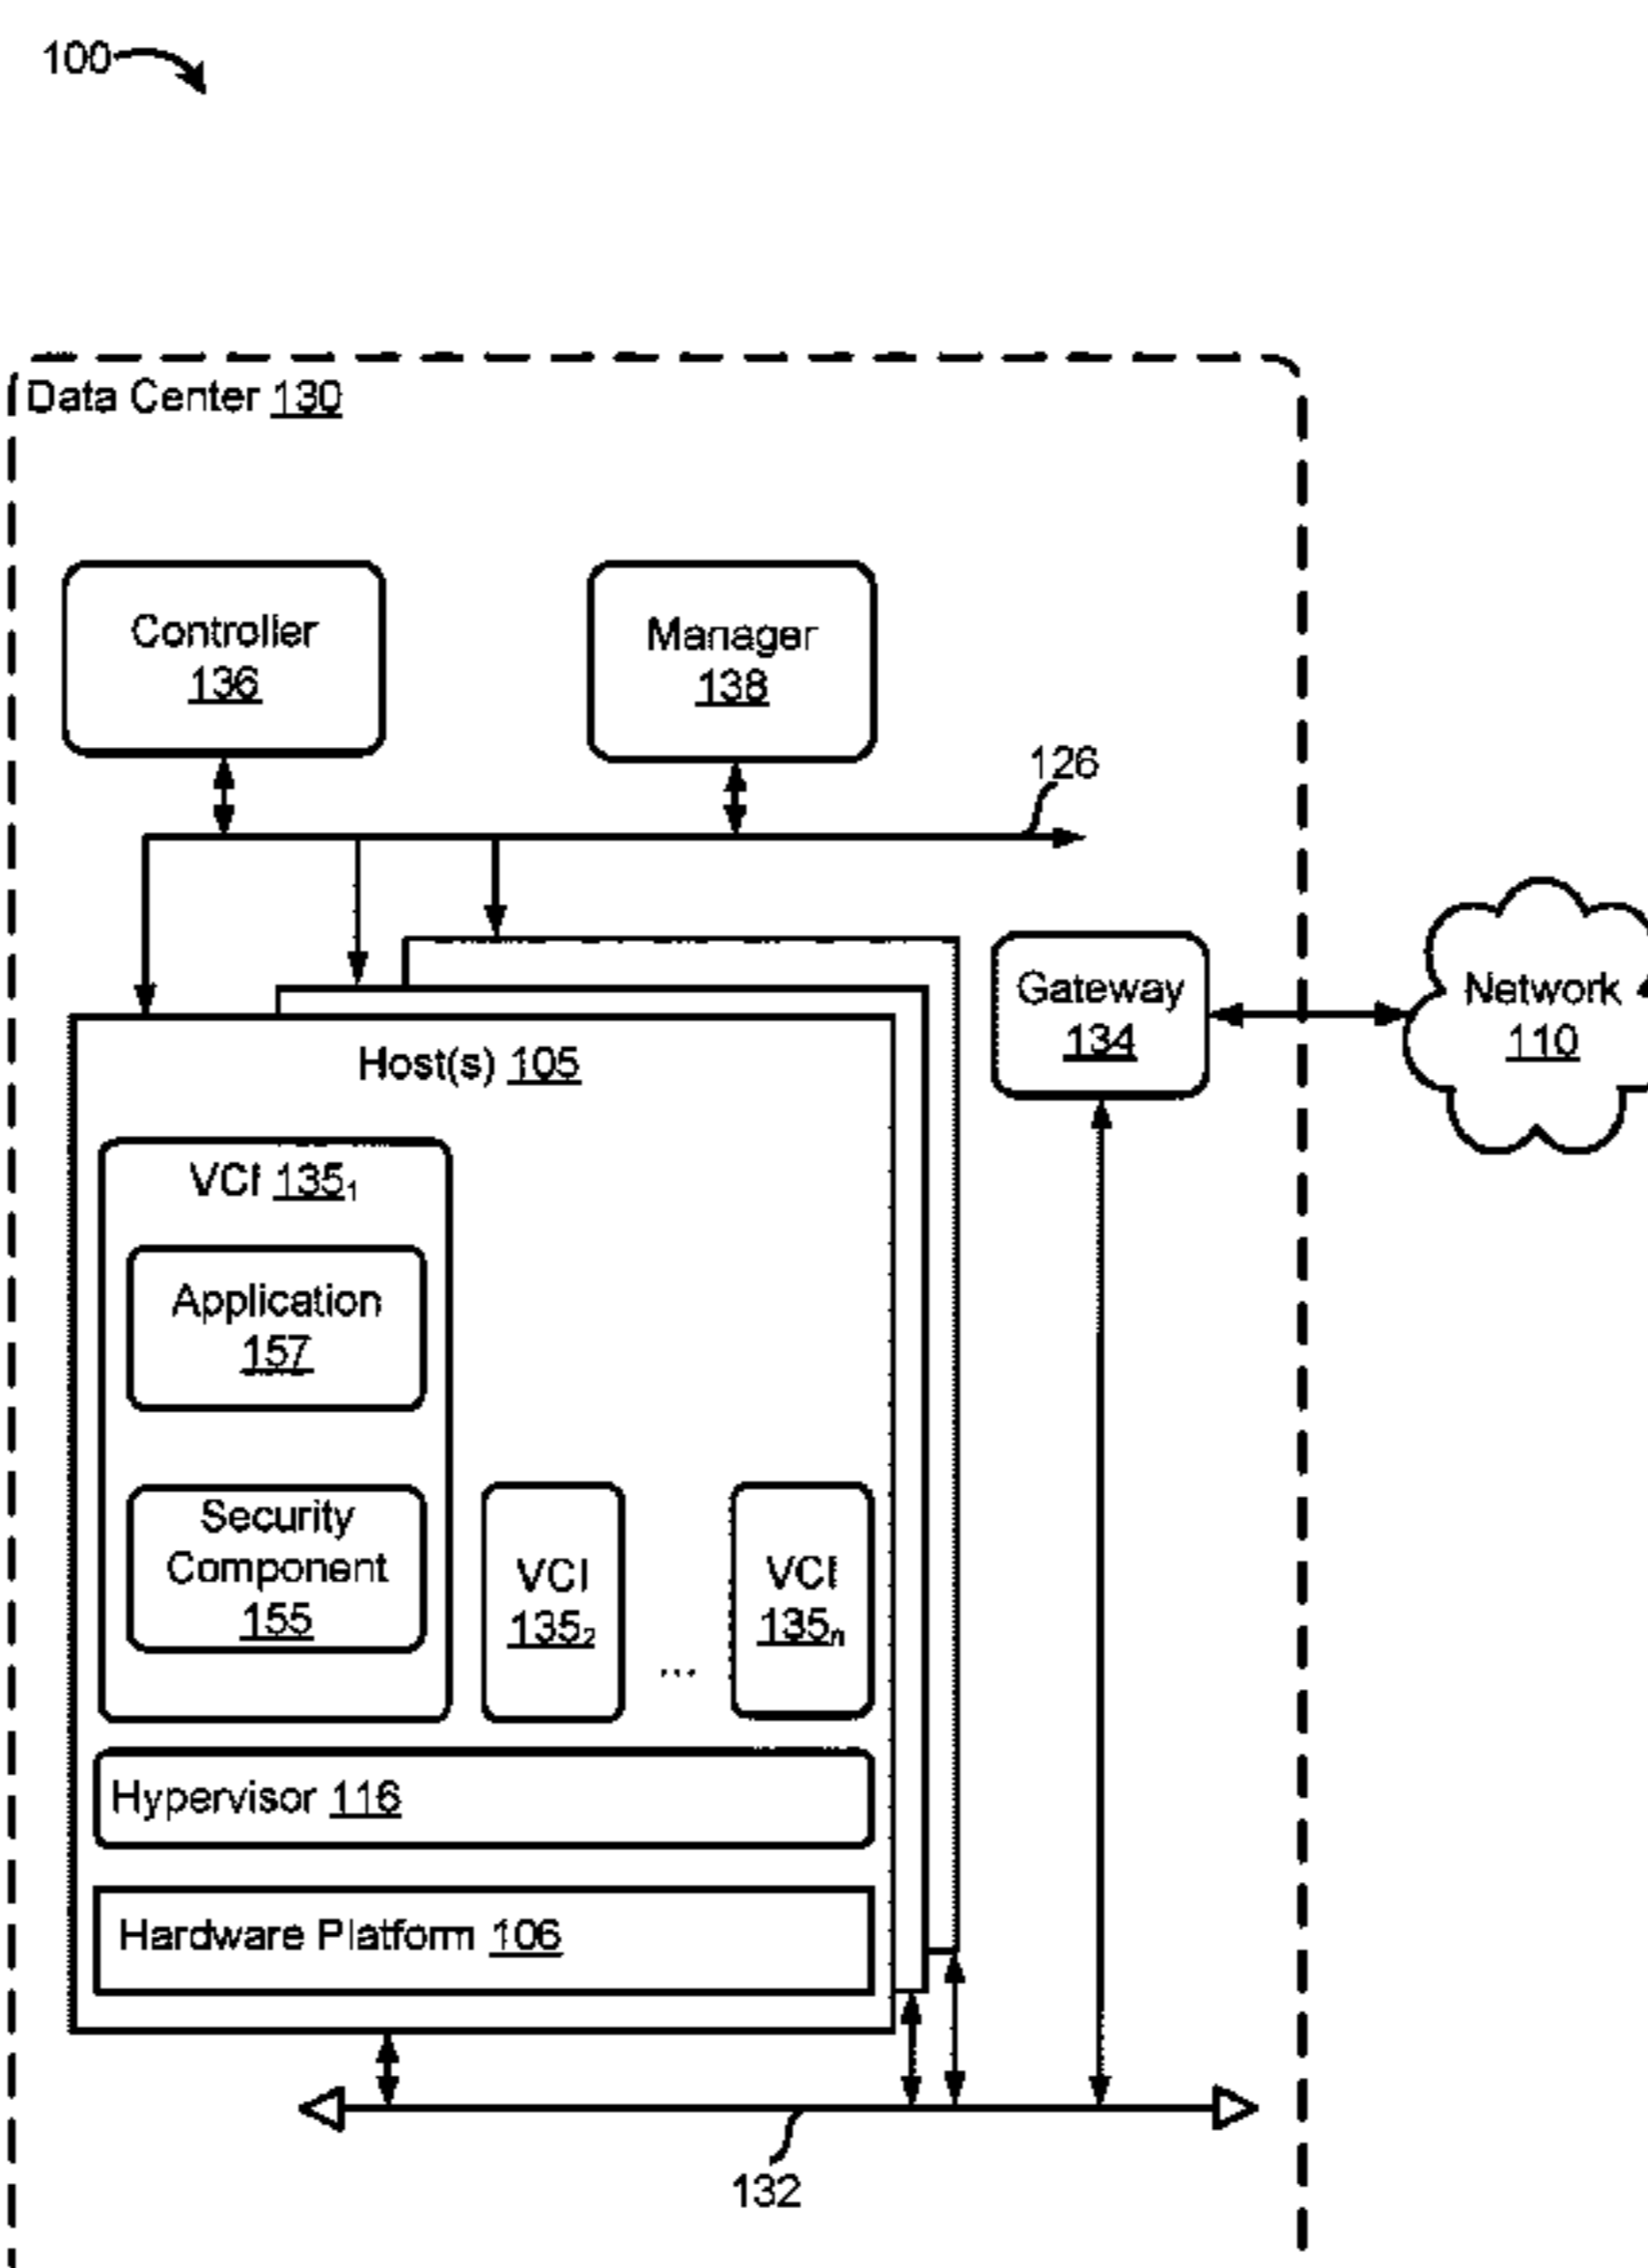 100
Data Center 130
Controller
136
Manager
138
126
Gateway
134
Network
110
Host(s) 105
VCI 135₁
Application
157
Security
Component
155
VCI
135₂
...
VCI
135ₙ
Hypervisor 116
Hardware Platform 106
132